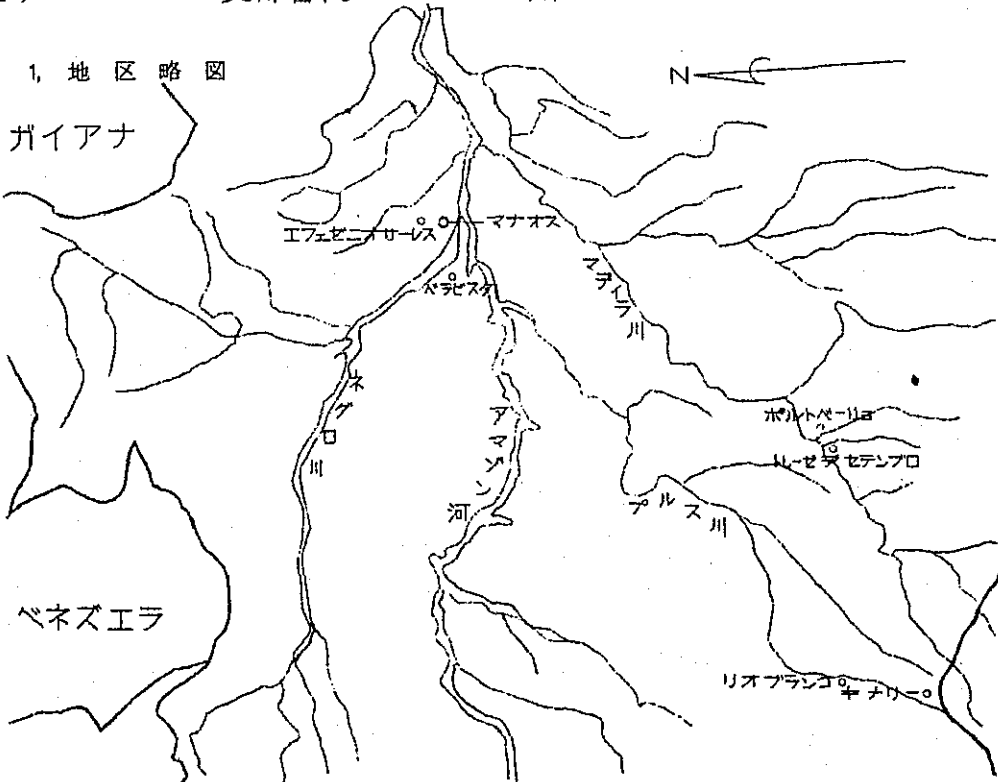 1, 地区略図
N
ガイアナ
エフェゼニオサーレス
マナオス
ベラビスタ
マディラ川
ネグロ川
アマゾン河
ポルトベーリョ
トレーゼデセテンブロ
プルス川
ベネズエラ
リオブランコ
キナリー